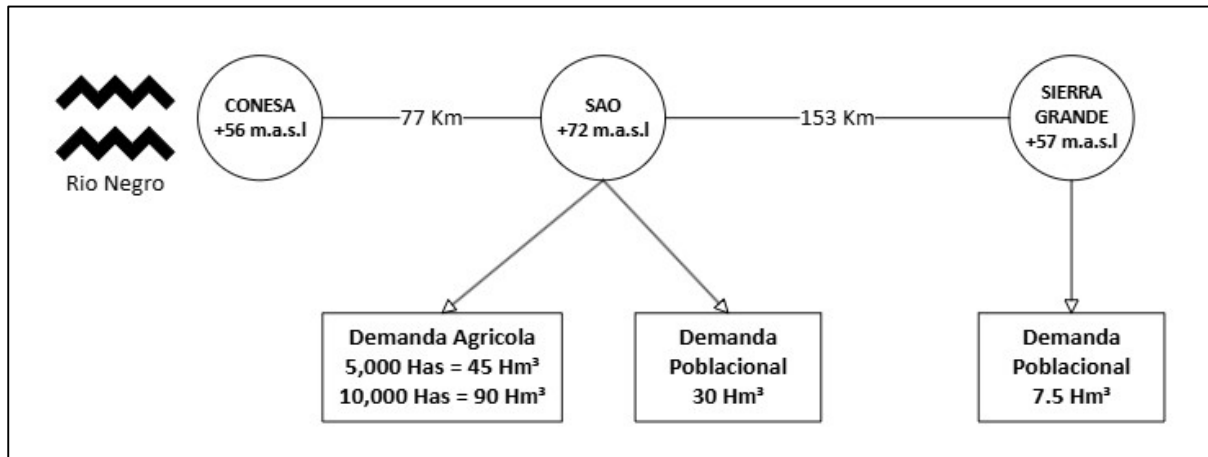 CONESA
+56 m.a.s.l
77 Km
SAO
+72 m.a.s.l
153 Km
SIERRA
GRANDE
+57 m.a.s.l
Rio Negro
Demanda Agricola
5,000 Has = 45 Hm³
10,000 Has = 90 Hm³
Demanda
Poblacional
30 Hm³
Demanda
Poblacional
7.5 Hm³